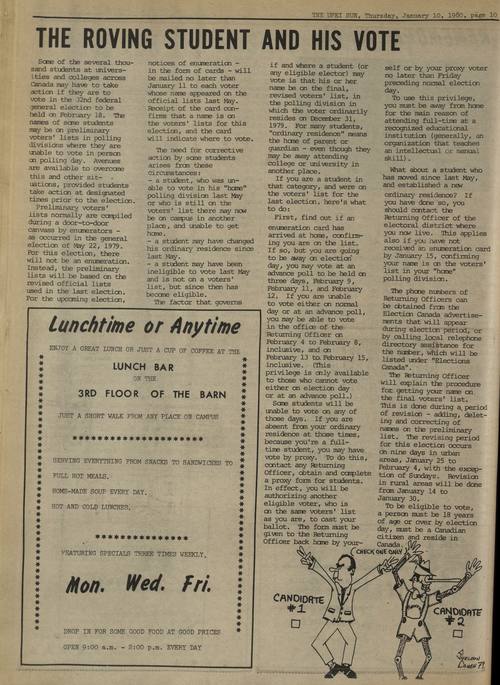 THE UPEI SUN, Thursday, January 10, 1980, page 10
THE ROVING STUDENT AND HIS VOTE
Some of the several thou-
sand students at univers-
ities and colleges across
Canada may have to take
action if they are to
vote in the 32nd federal
general election to be
held on February 18. The
names of some students
may be on preliminary
voters' lists in polling
divisions where they are
unable to vote in person
on polling day. Avenues
are available to overcome
this and other sit-
uations, provided students
take action at designated
times prior to the election.
Preliminary voters'
lists normally are compiled
during a door-to-door
canvass by enumerators -
as occurred in the general
election of May 22, 1979.
For this election, there
will not be an enumeration.
Instead, the preliminary
lists will be based on the
revised official lists
used in the last election.
For the upcoming election,
notices of enumeration -
in the form of cards - will
be mailed no later than
January 11 to each voter
whose name appeared on the
official lists last May.
Receipt of the card con-
firms that a name is on
the voters' lists for this
election, and the card
will indicate where to vote.
The need for corrective
action by some students
arises from these
circumstances:
- a student, who was un-
able to vote in his "home"
polling division last May
or who is still on the
voters' list there may now
be on campus in another
place, and unable to get
home.
- a student may have changed
his ordinary residence since
last May.
- a student may have been
ineligible to vote last May
and is not on a voters'
list, but since then has
become eligible.
The factor that governs
if and where a student (or
any eligible elector) may
vote is that his or her
name be on the final,
revised voters' list, in
the polling division in
which the voter ordinarily
resides on December 31,
1979. For many students,
"ordinary residence" means
the home of parent or
guardian - even though they
may be away attending
college or university in
another place.
If you are a student in
that category, and were on
the voters' list for the
last election, here's what
to do:
First, find out if an
enumeration card has
arrived at home, confirm-
ing you are on the list.
If so, but you are going
to be away on election
day, you may vote at an
advance poll to be held on
three days, February 9,
February 11, and February
12. If you are unable
to vote either on normal
day or at an advance poll,
you may be able to vote
in the office of the
Returning Officer on
February 4 to February 8,
inclusive, and on
February 13 to February 15,
inclusive. (This
privilege is only available
to those who cannot vote
either on election day
or at an advance poll.)
Some students will be
unable to vote on any of
those days. If you are
absent from your ordinary
residence at those times,
because you're a full-
time student, you may have
vote by proxy. To do this,
contact any Returning
Officer, obtain and complete
a proxy form for students.
In effect, you will be
authorizing another
eligible voter, who is
on the same voters' list
as you are, to cast your
ballot. The form must be
given to the Returning
Officer back home by your-
self or by your proxy voter
no later than Friday
preceding normal election
day.
To use this privilege,
you must be away from home
for the main reason of
attending full-time at a
recognized educational
institution (generally, an
organization that teaches
an intellectual or manual
skill).
What about a student who
has moved since last May,
and established a new
ordinary residence? If
you have done so, you
should contact the
Returning Officer of the
electoral district where
you now live. This applies
also if you have not
received an enumeration card
by January 15, confirming
your name is on the voters'
list in your "home"
polling division.
The phone numbers of
Returning Officers can
be obtained from the
Election Canada advertise-
ments that will appear
during election period, or
by calling local telephone
directory assistance for
the number, which will be
listed under "Elections
Canada".
The Returning Officer
will explain the procedure
for getting your name on
the final voters' list.
This is done during a period
of revision - adding, delet-
ing and correcting of
names on the preliminary
list. The revising period
for this election occurs
on nine days in urban
areas, January 25 to
February 4, with the excep-
tion of Sundays. Revision
in rural areas will be done
from January 14 to
January 30.
To be eligible to vote,
a person must be 18 years
of age or over by election
day, must be a Canadian
citizen and reside in
Canada.
Lunchtime or Anytime
ENJOY A GREAT LUNCH OR JUST A CUP OF COFFEE AT THE
LUNCH BAR
ON THE
3RD FLOOR OF THE BARN
JUST A SHORT WALK FROM ANY PLACE ON CAMPUS
SERVING EVERYTHING FROM SNACKS TO SANDWICHES TO
FULL HOT MEALS.
HOME-MADE SOUP EVERY DAY.
HOT AND COLD LUNCHES.
FEATURING SPECIALS THREE TIMES WEEKLY.
Mon. Wed. Fri.
DROP IN FOR SOME GOOD FOOD AT GOOD PRICES
OPEN 9:00 a.m. - 2:00 p.m. EVERY DAY
CHECK ONE ONLY
CANDIDATE
#1
CANDIDATE
#2